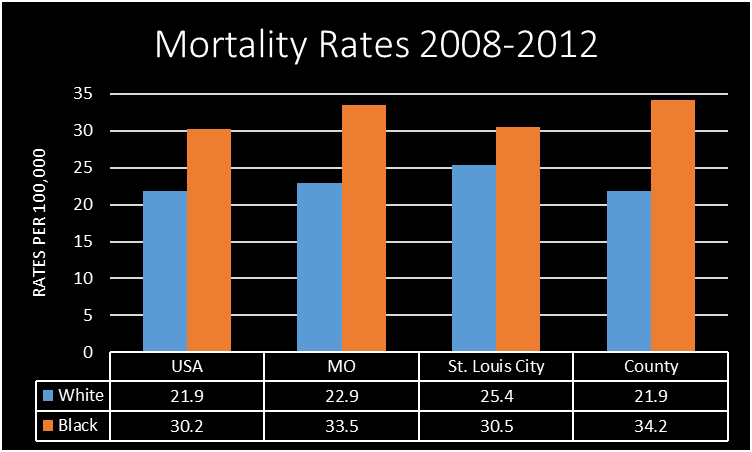 Mortality Rates 2008-2012
RATES PER 100,000
35
30
25
20
15
10
5
0
USA MO St. Louis City County
White 21.9 22.9 25.4 21.9
Black 30.2 33.5 30.5 34.2